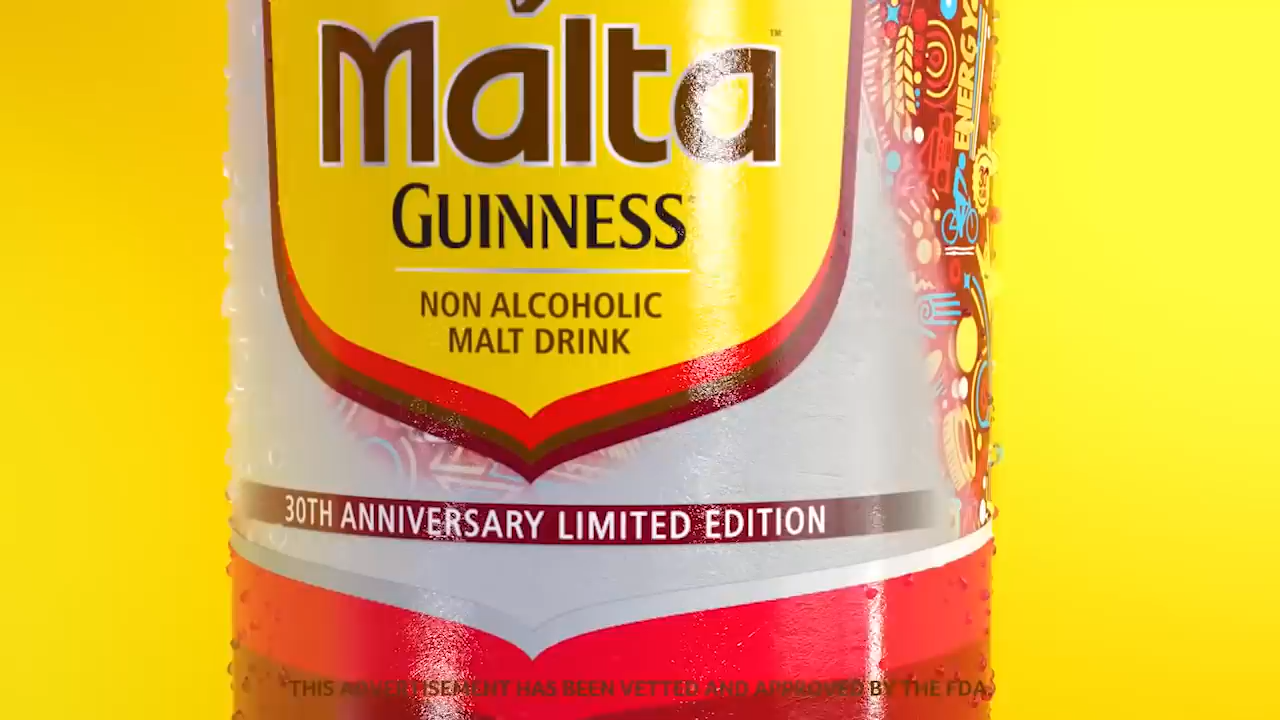 Malta™
GUINNESS
NON ALCOHOLIC
MALT DRINK
ENERGY
30TH ANNIVERSARY LIMITED EDITION
"THIS ADVERTISEMENT HAS BEEN VETTED AND APPROVED BY THE FDA